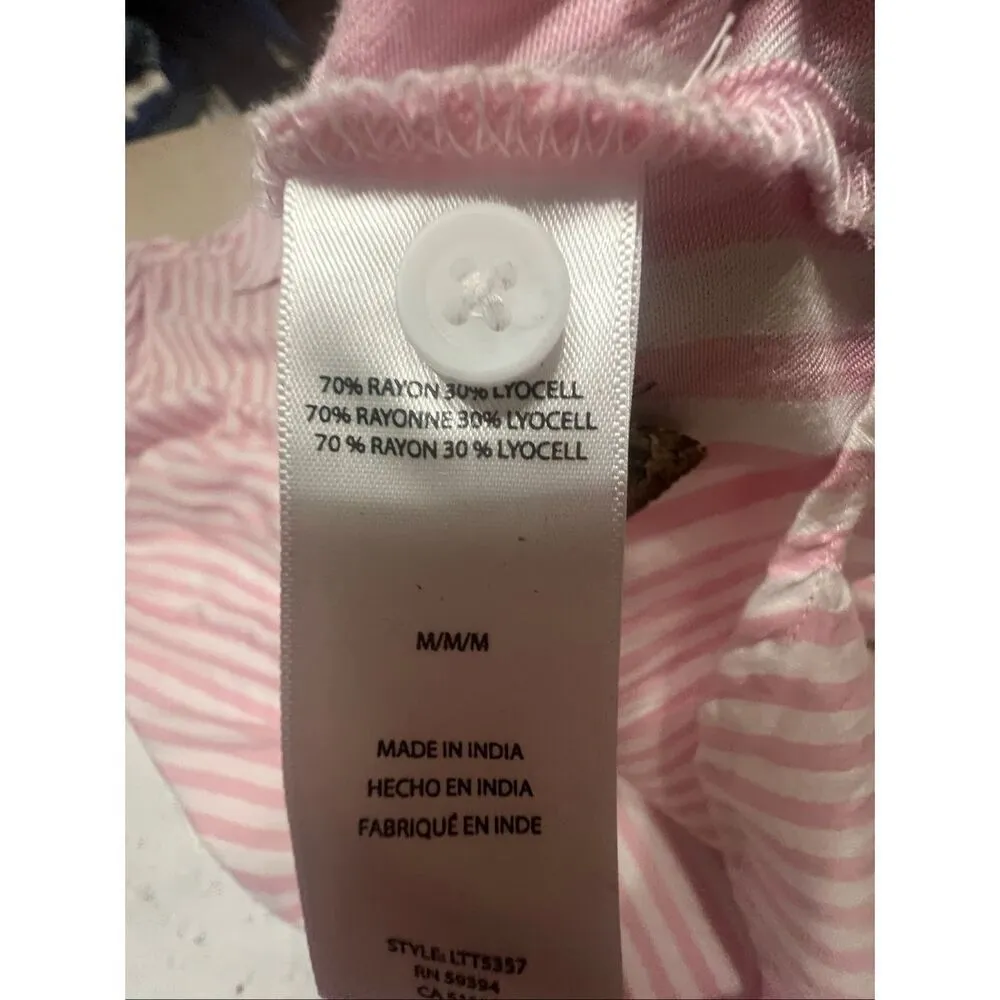 70% RAYON 30% LYOCELL
70% RAYONNE 30% LYOCELL
70 % RAYON 30 % LYOCELL
M/M/M
MADE IN INDIA
HECHO EN INDIA
FABRIQUÉ EN INDE
STYLE: LTT5357
RN 59394
CA